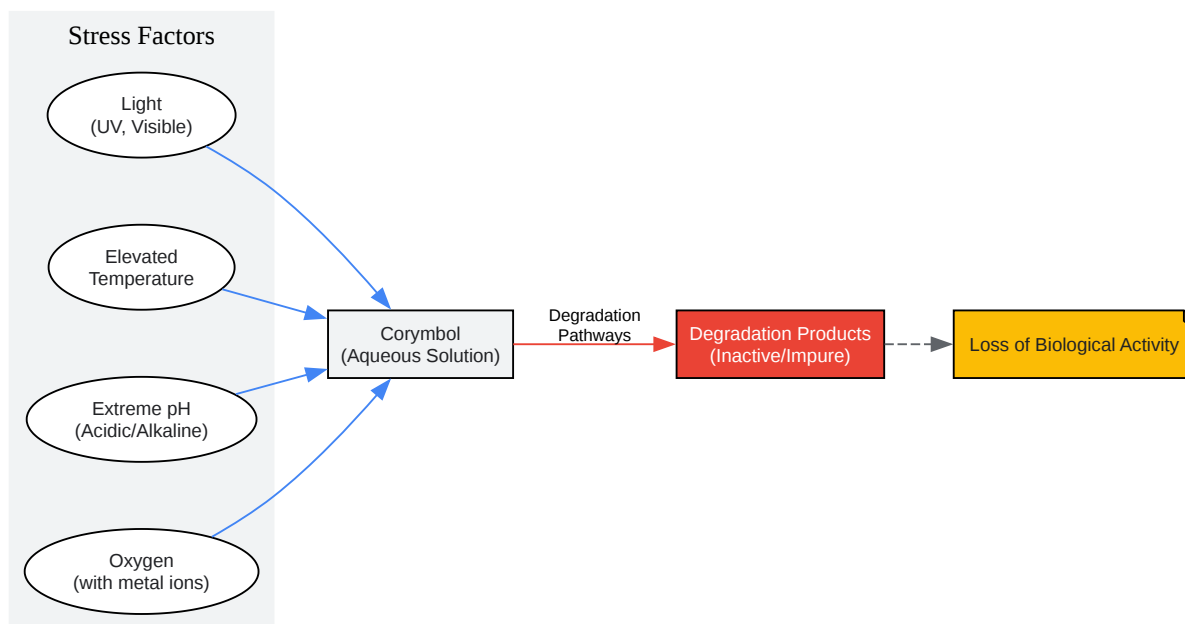 Stress Factors
Light
(UV, Visible)
Elevated
Temperature
Extreme pH
(Acidic/Alkaline)
Oxygen
(with metal ions)
Corymbol
(Aqueous Solution)
Degradation
Pathways
Degradation Products
(Inactive/Impure)
Loss of Biological Activity